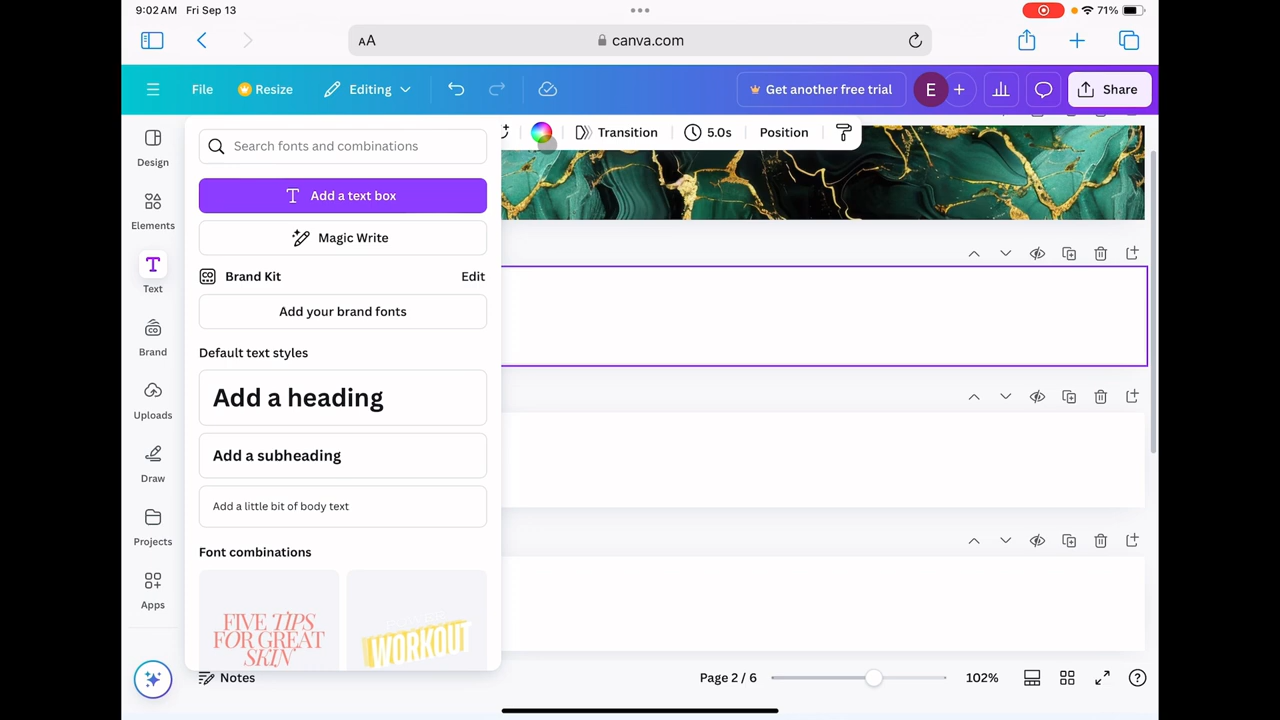 9:02 AM Fri Sep 13
71%
AA
canva.com
File
Resize
Editing
Get another free trial
E
Share
Design
Elements
Text
Brand
Uploads
Draw
Projects
Apps
Search fonts and combinations
Add a text box
Magic Write
Brand Kit
Edit
Add your brand fonts
Default text styles
Add a heading
Add a subheading
Add a little bit of body text
Font combinations
FIVE TIPS
FOR GREAT
SKIN
WORKOUT
Transition
5.0s
Position
Notes
Page 2 / 6
102%